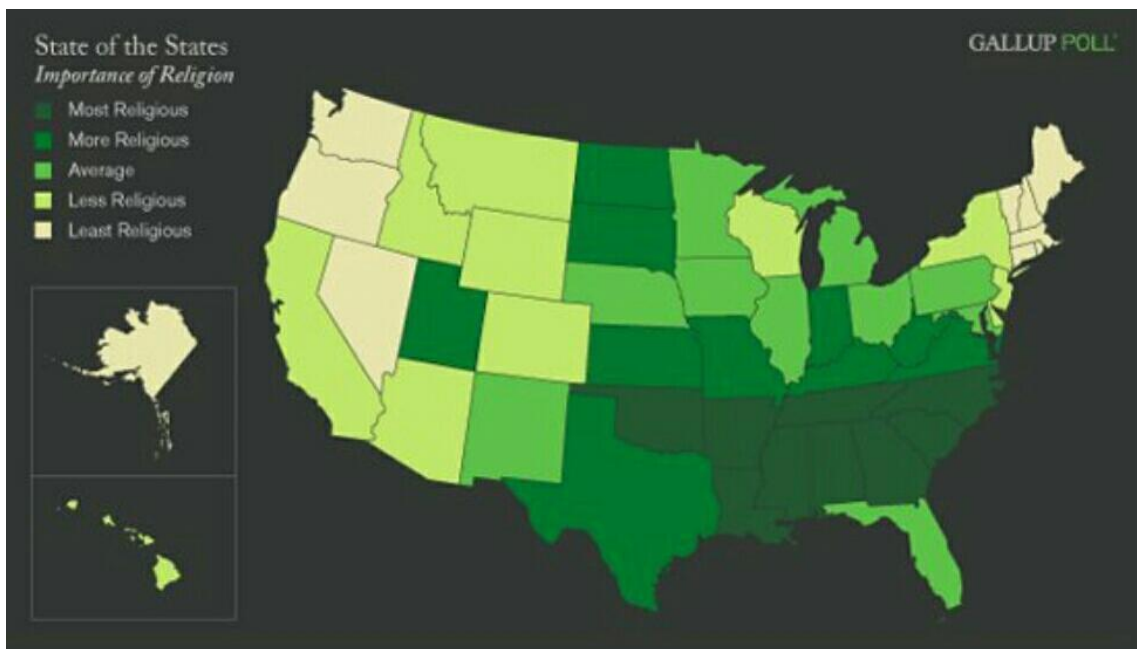 State of the States
Importance of Religion
Most Religious
More Religious
Average
Less Religious
Least Religious
GALLUP POLL